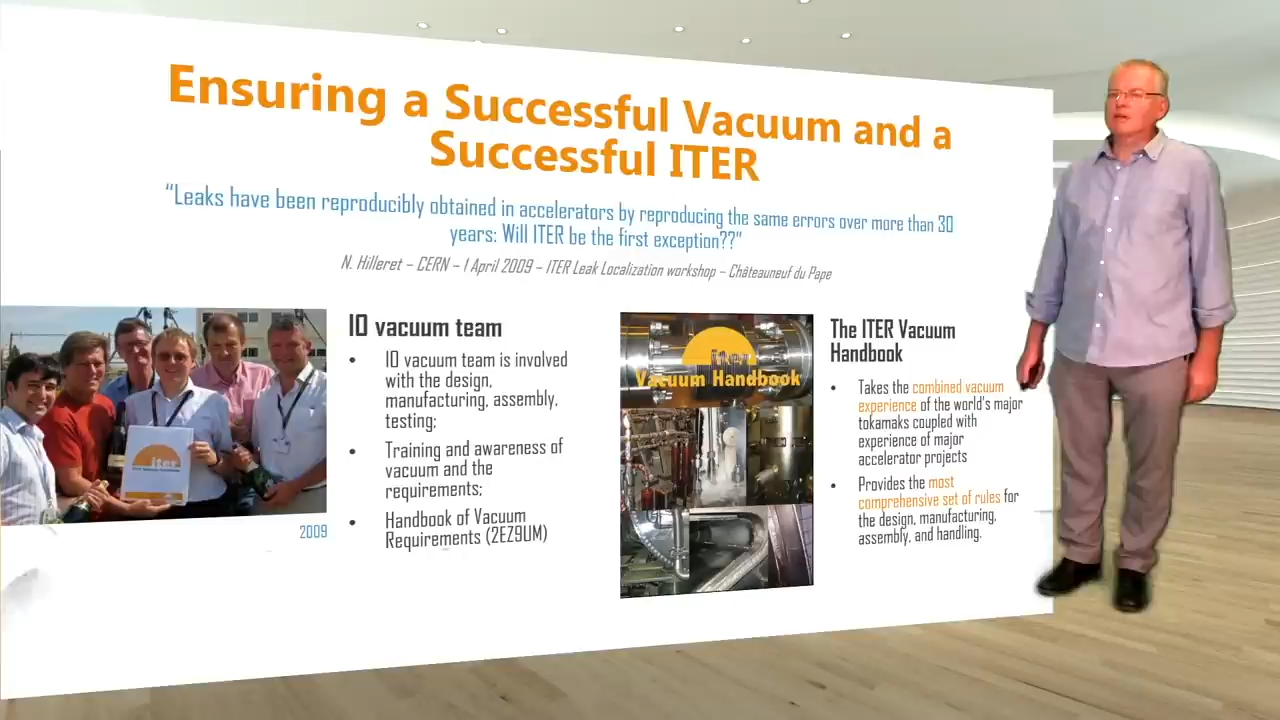 Ensuring a Successful Vacuum and a
Successful ITER
“Leaks have been reproducibly obtained in accelerators by reproducing the same errors over more than 30
years: Will ITER be the first exception??”
N. Hilleret – CERN – 1 April 2009 – ITER Leak Localization workshop – Châteauneuf du Pape
iter
2009
IO vacuum team
• IO vacuum team is involved
with the design,
manufacturing, assembly,
testing;
• Training and awareness of
vacuum and the
requirements;
• Handbook of Vacuum
Requirements (2EZ9UM)
iter
Vacuum Handbook
The ITER Vacuum
Handbook
• Takes the combined vacuum
experience of the world's major
tokamaks coupled with
experience of major
accelerator projects
• Provides the most
comprehensive set of rules for
the design, manufacturing,
assembly, and handling.